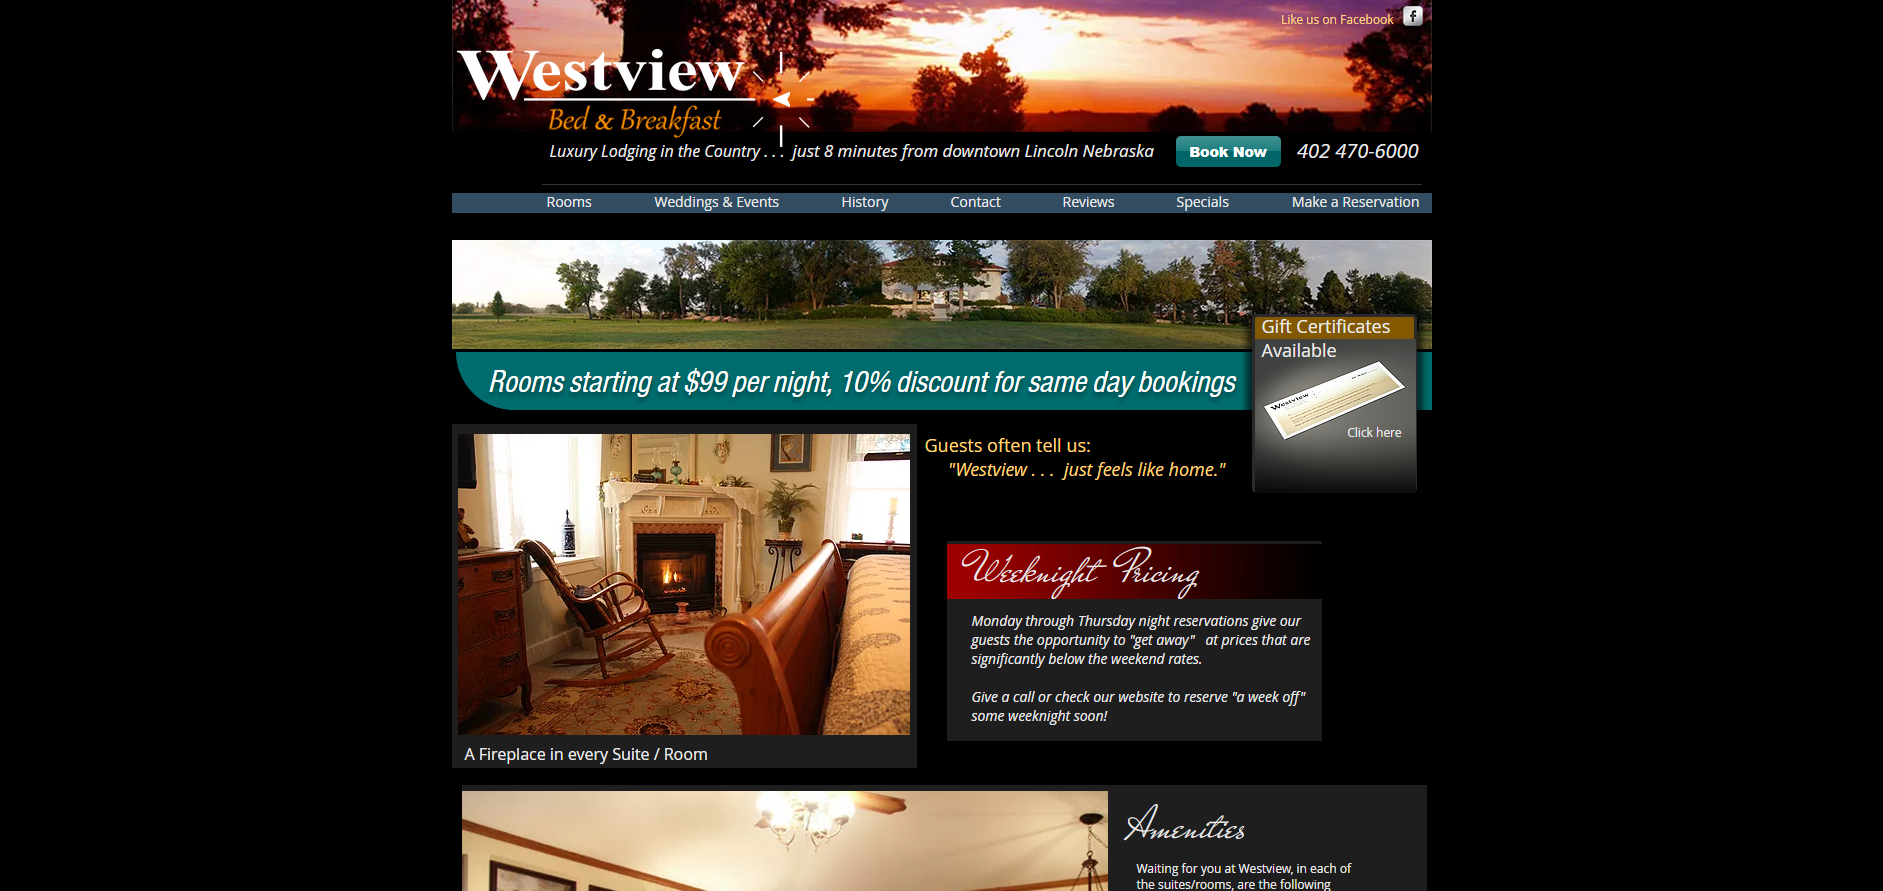 Like us on Facebook
Westview
Bed & Breakfast
Luxury Lodging in the Country . . .  just 8 minutes from downtown Lincoln Nebraska
Book Now
402 470-6000
Rooms
Weddings & Events
History
Contact
Reviews
Specials
Make a Reservation
Gift Certificates
Available
Westview
Click here
Rooms starting at $99 per night, 10% discount for same day bookings
Guests often tell us:
"Westview . . .  just feels like home."
A Fireplace in every Suite / Room
Weeknight Pricing
Monday through Thursday night reservations give our
guests the opportunity to "get away"   at prices that are
significantly below the weekend rates.
Give a call or check our website to reserve "a week off"
some weeknight soon!
Amenities
Waiting for you at Westview, in each of
the suites/rooms, are the following